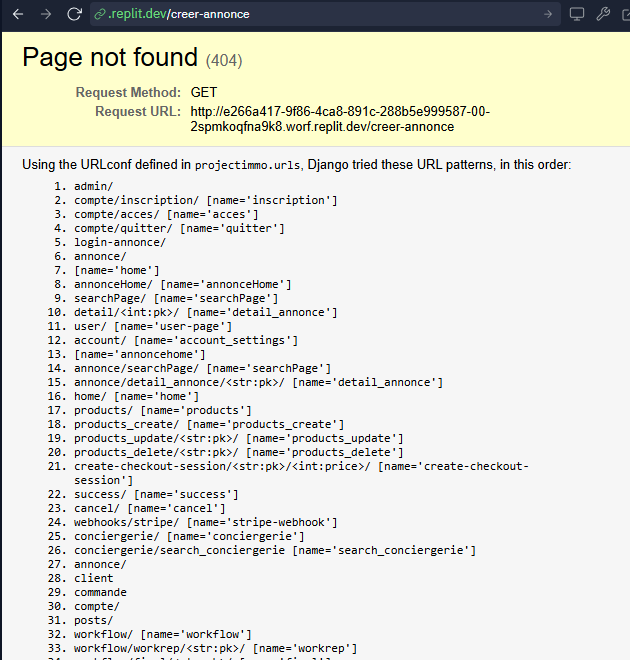 .replit.dev/creer-annonce
Page not found (404)
Request Method: GET
Request URL: http://e266a417-9f86-4ca8-891c-288b5e999587-00-
2spmkoqfna9k8.worf.replit.dev/creer-annonce
Using the URLconf defined in projectimmo.urls, Django tried these URL patterns, in this order:
1. admin/
2. compte/inscription/ [name='inscription']
3. compte/acces/ [name='acces']
4. compte/quitter/ [name='quitter']
5. login-annonce/
6. annonce/
7. [name='home']
8. annonceHome/ [name='annonceHome']
9. searchPage/ [name='searchPage']
10. detail/<int:pk>/ [name='detail_annonce']
11. user/ [name='user-page']
12. account/ [name='account_settings']
13. [name='annoncehome']
14. annonce/searchPage/ [name='searchPage']
15. annonce/detail_annonce/<str:pk>/ [name='detail_annonce']
16. home/ [name='home']
17. products/ [name='products']
18. products_create/ [name='products_create']
19. products_update/<str:pk>/ [name='products_update']
20. products_delete/<str:pk>/ [name='products_delete']
21. create-checkout-session/<str:pk>/<int:price>/ [name='create-checkout-
session']
22. success/ [name='success']
23. cancel/ [name='cancel']
24. webhooks/stripe/ [name='stripe-webhook']
25. conciergerie/ [name='conciergerie']
26. conciergerie/search_conciergerie [name='search_conciergerie']
27. annonce/
28. client
29. commande
30. compte/
31. posts/
32. workflow/ [name='workflow']
33. workflow/workrep/<str:pk>/ [name='workrep']